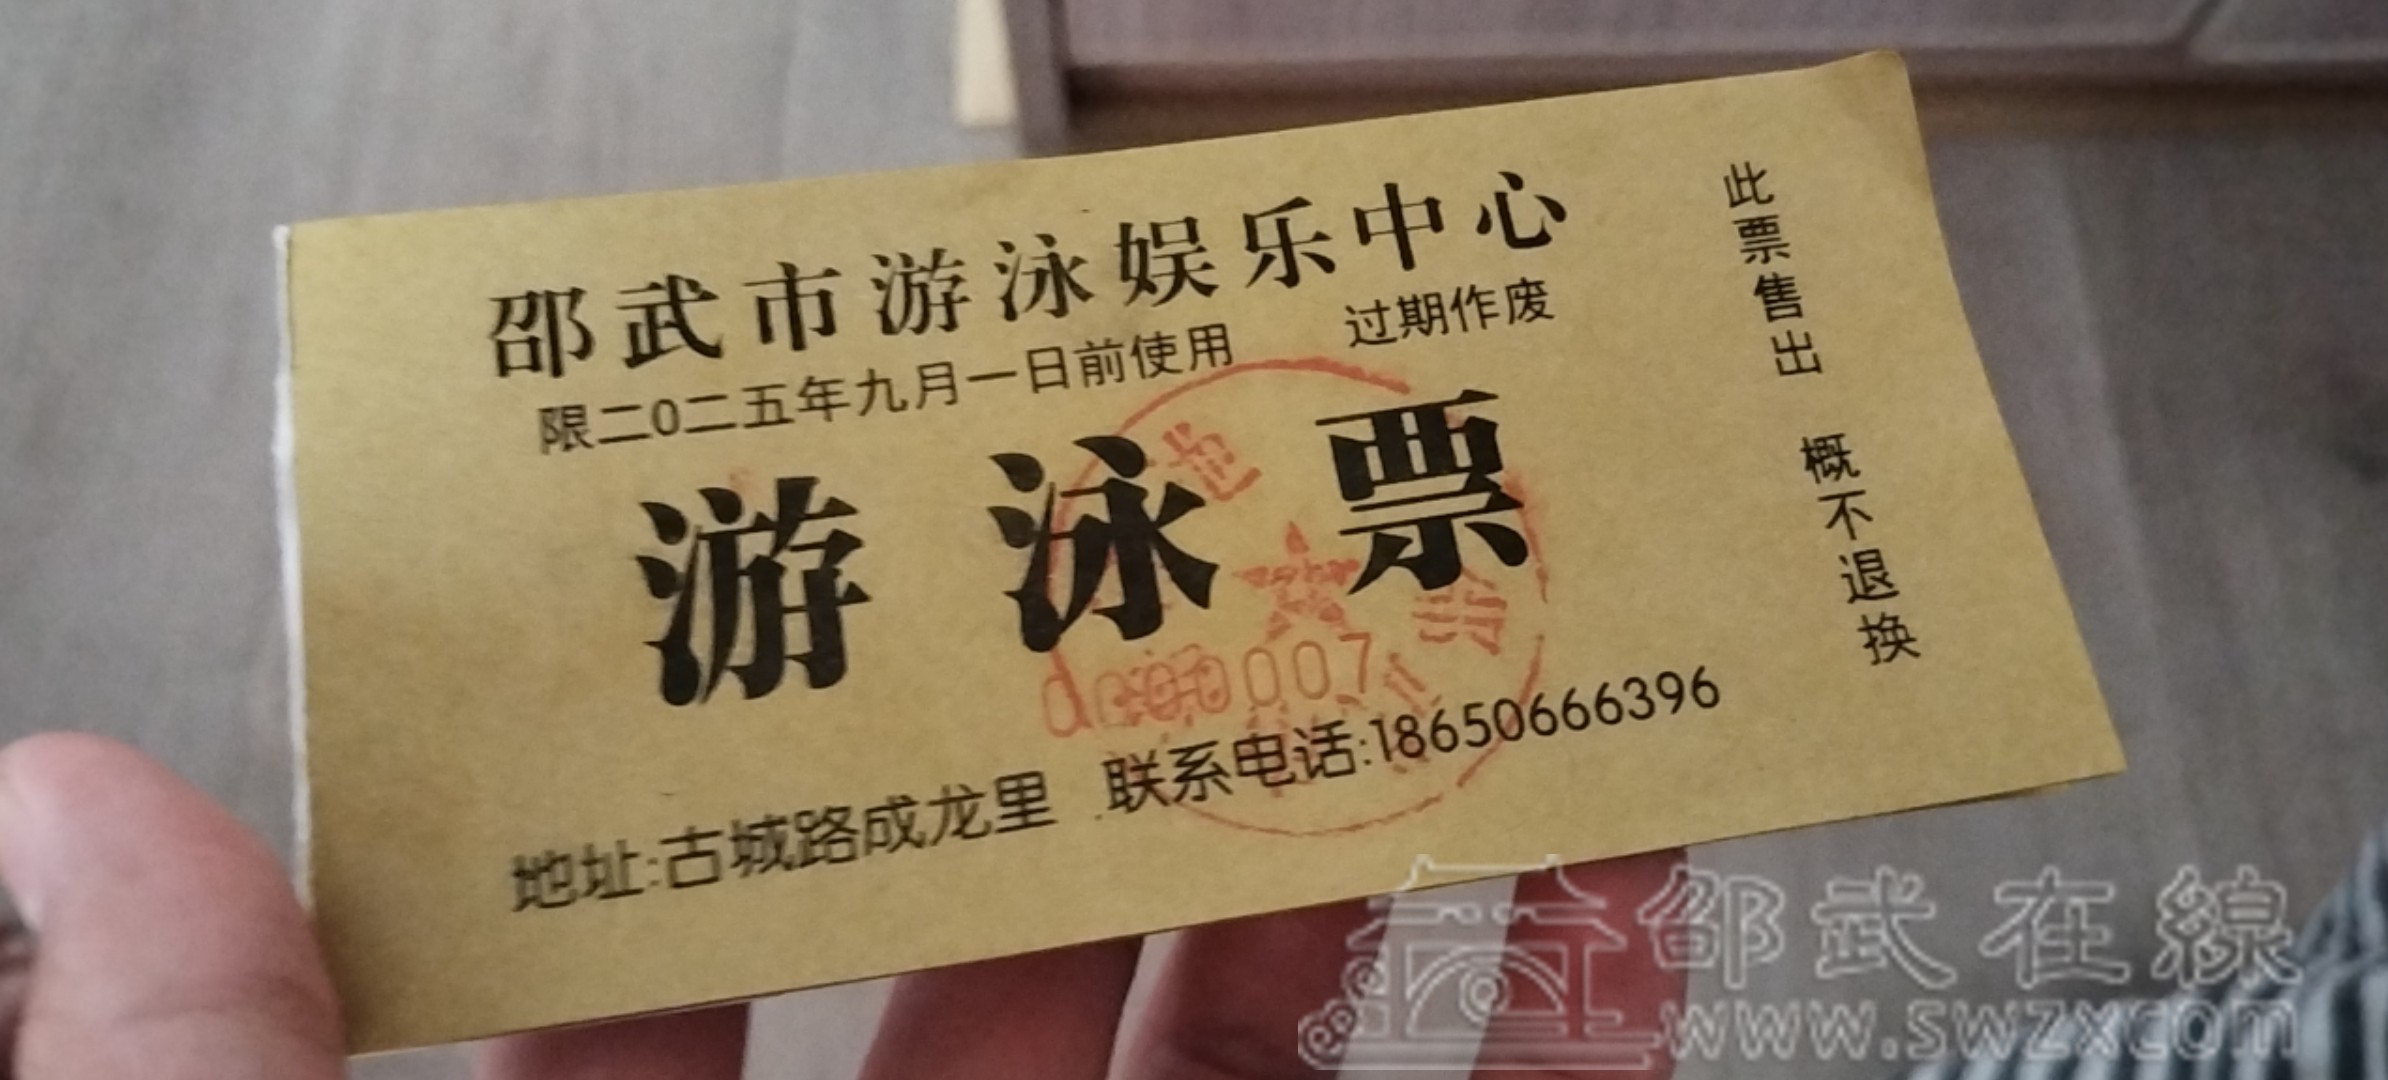 邵武市游泳娱乐中心
限二0二五年九月一日前使用 过期作废
游泳票
地址:古城路成龙里 联系电话:18650666396
此票售出 概不退换
邵武在線
www.swzx.com